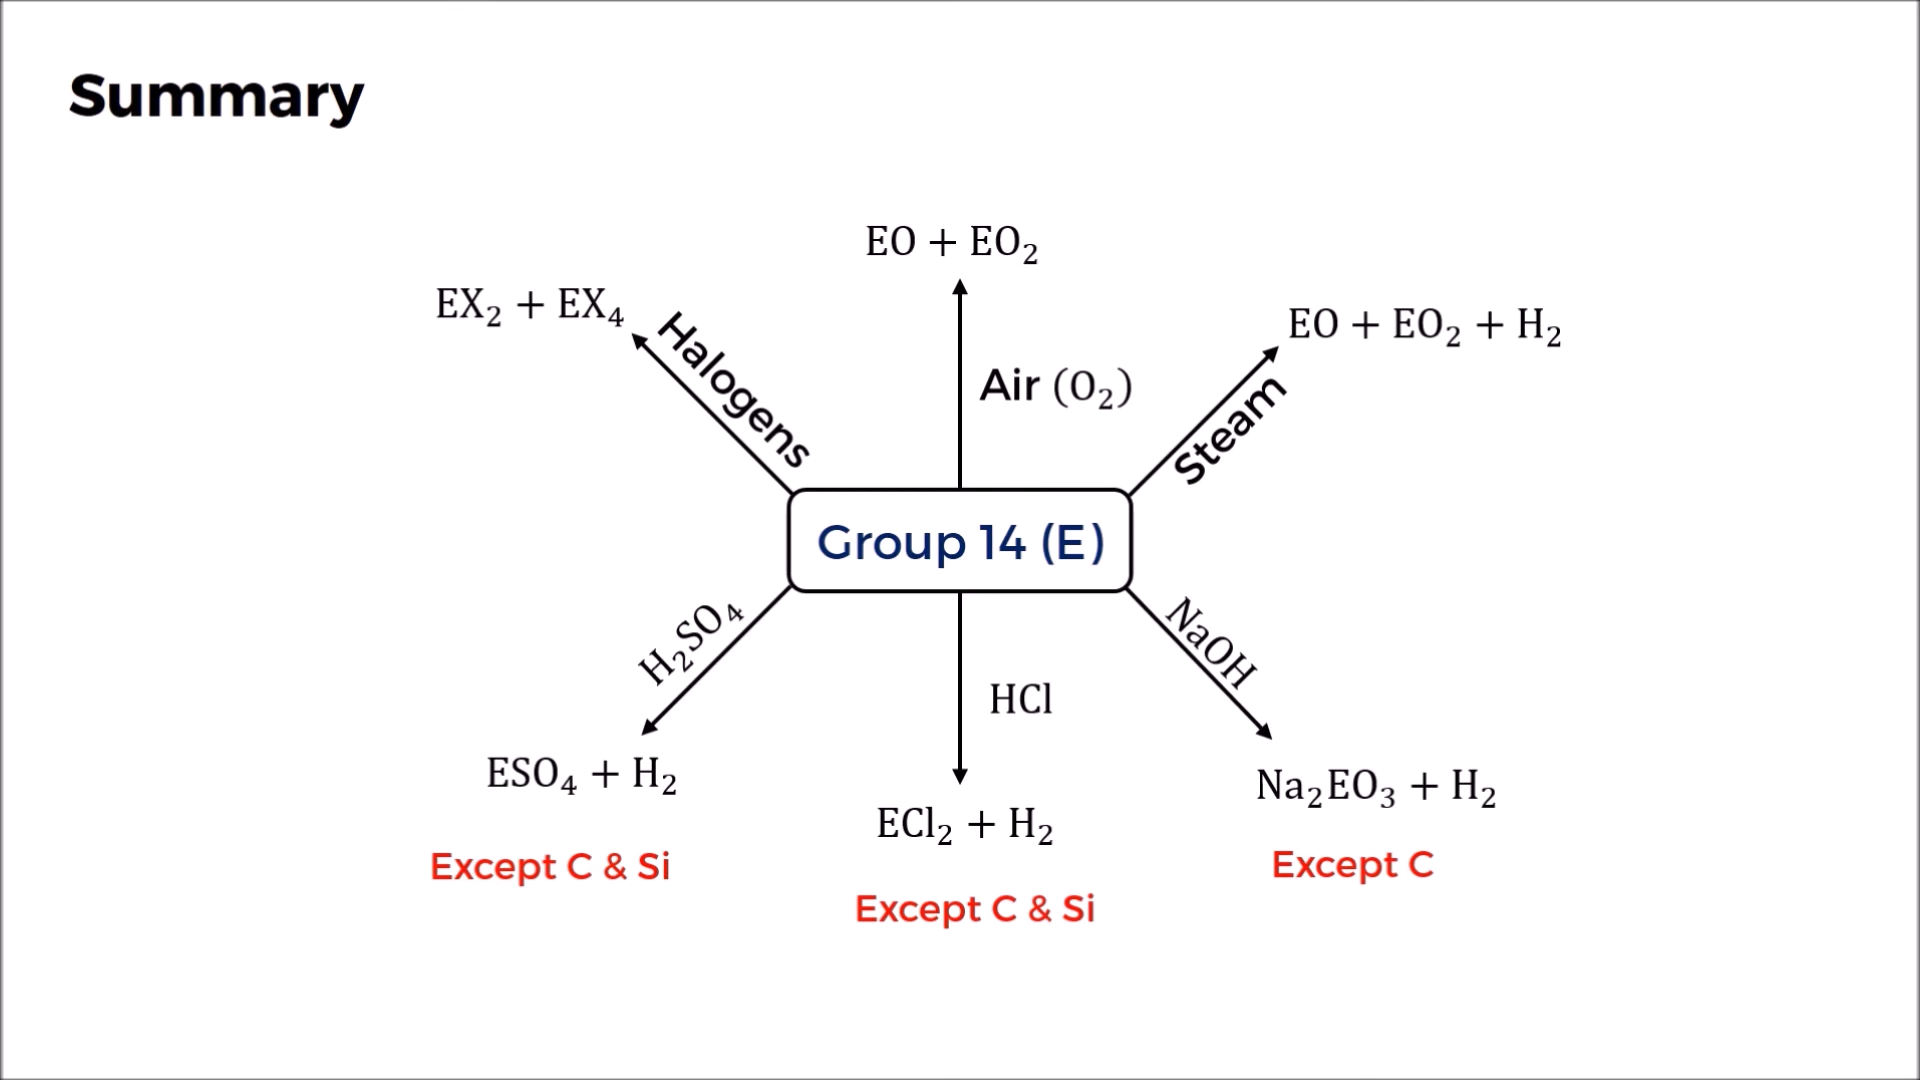 Summary
EO + EO₂
EX₂ + EX₄
Halogens
Air (O₂)
EO + EO₂ + H₂
Steam
Group 14 (E)
H₂SO₄
HCl
NaOH
ESO₄ + H₂
Except C & Si
ECl₂ + H₂
Except C & Si
Na₂EO₃ + H₂
Except C